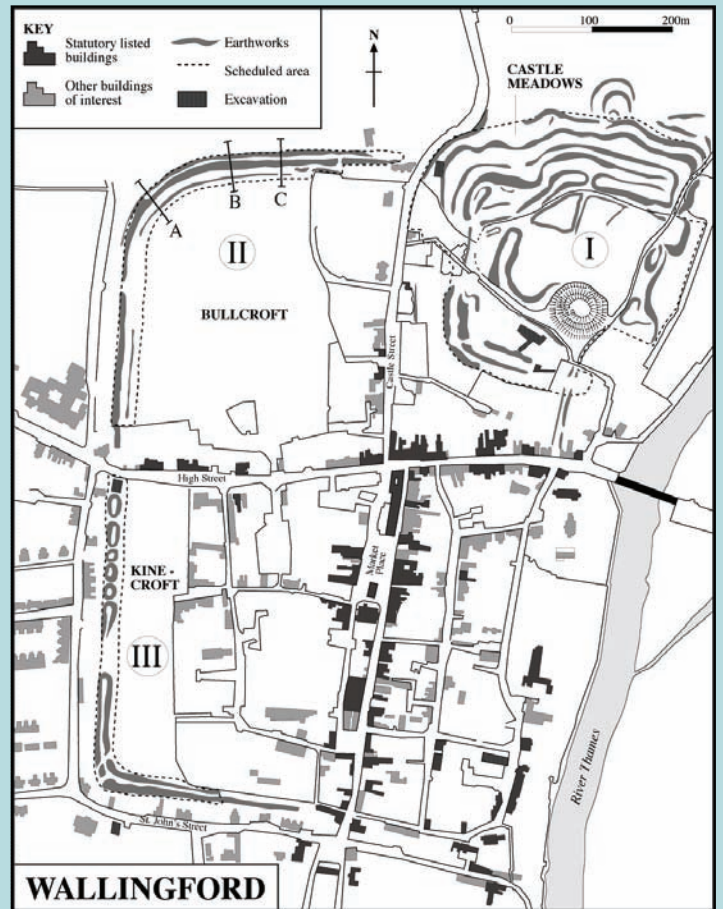 KEY
Statutory listed
buildings
Other buildings
of interest
Earthworks
Scheduled area
Excavation
N
0 100 200m
CASTLE
MEADOWS
A
B
C
I
II
BULLCROFT
Castle Street
High Street
Market
Place
KINE -
CROFT
III
River Thames
St. John's Street
WALLINGFORD